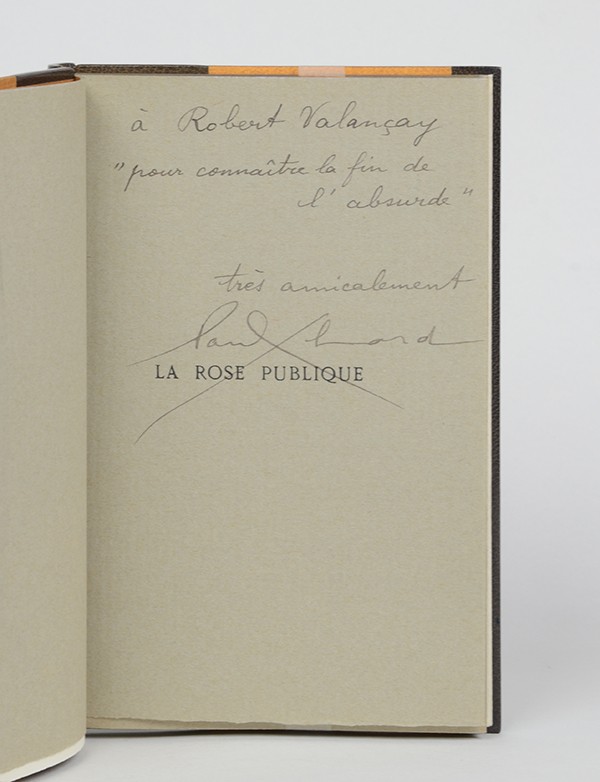 à Robert Valançay
"pour connaître la fin de
l'absurde"
très amicalement
Paul Eluard
LA ROSE PUBLIQUE